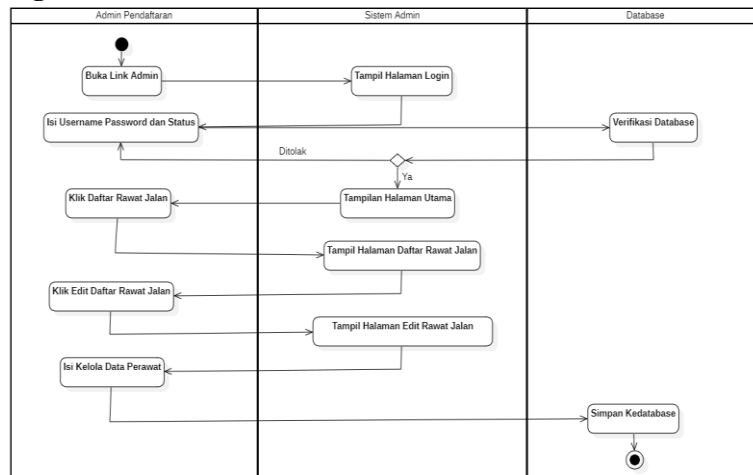 Admin Pendaftaran
Sistem Admin
Database
Buka Link Admin
Tampil Halaman Login
Isi Username Password dan Status
Verifikasi Database
Ditolak
Ya
Klik Daftar Rawat Jalan
Tampilan Halaman Utama
Tampil Halaman Daftar Rawat Jalan
Klik Edit Daftar Rawat Jalan
Tampil Halaman Edit Rawat Jalan
Isi Kelola Data Perawat
Simpan Kedatabase